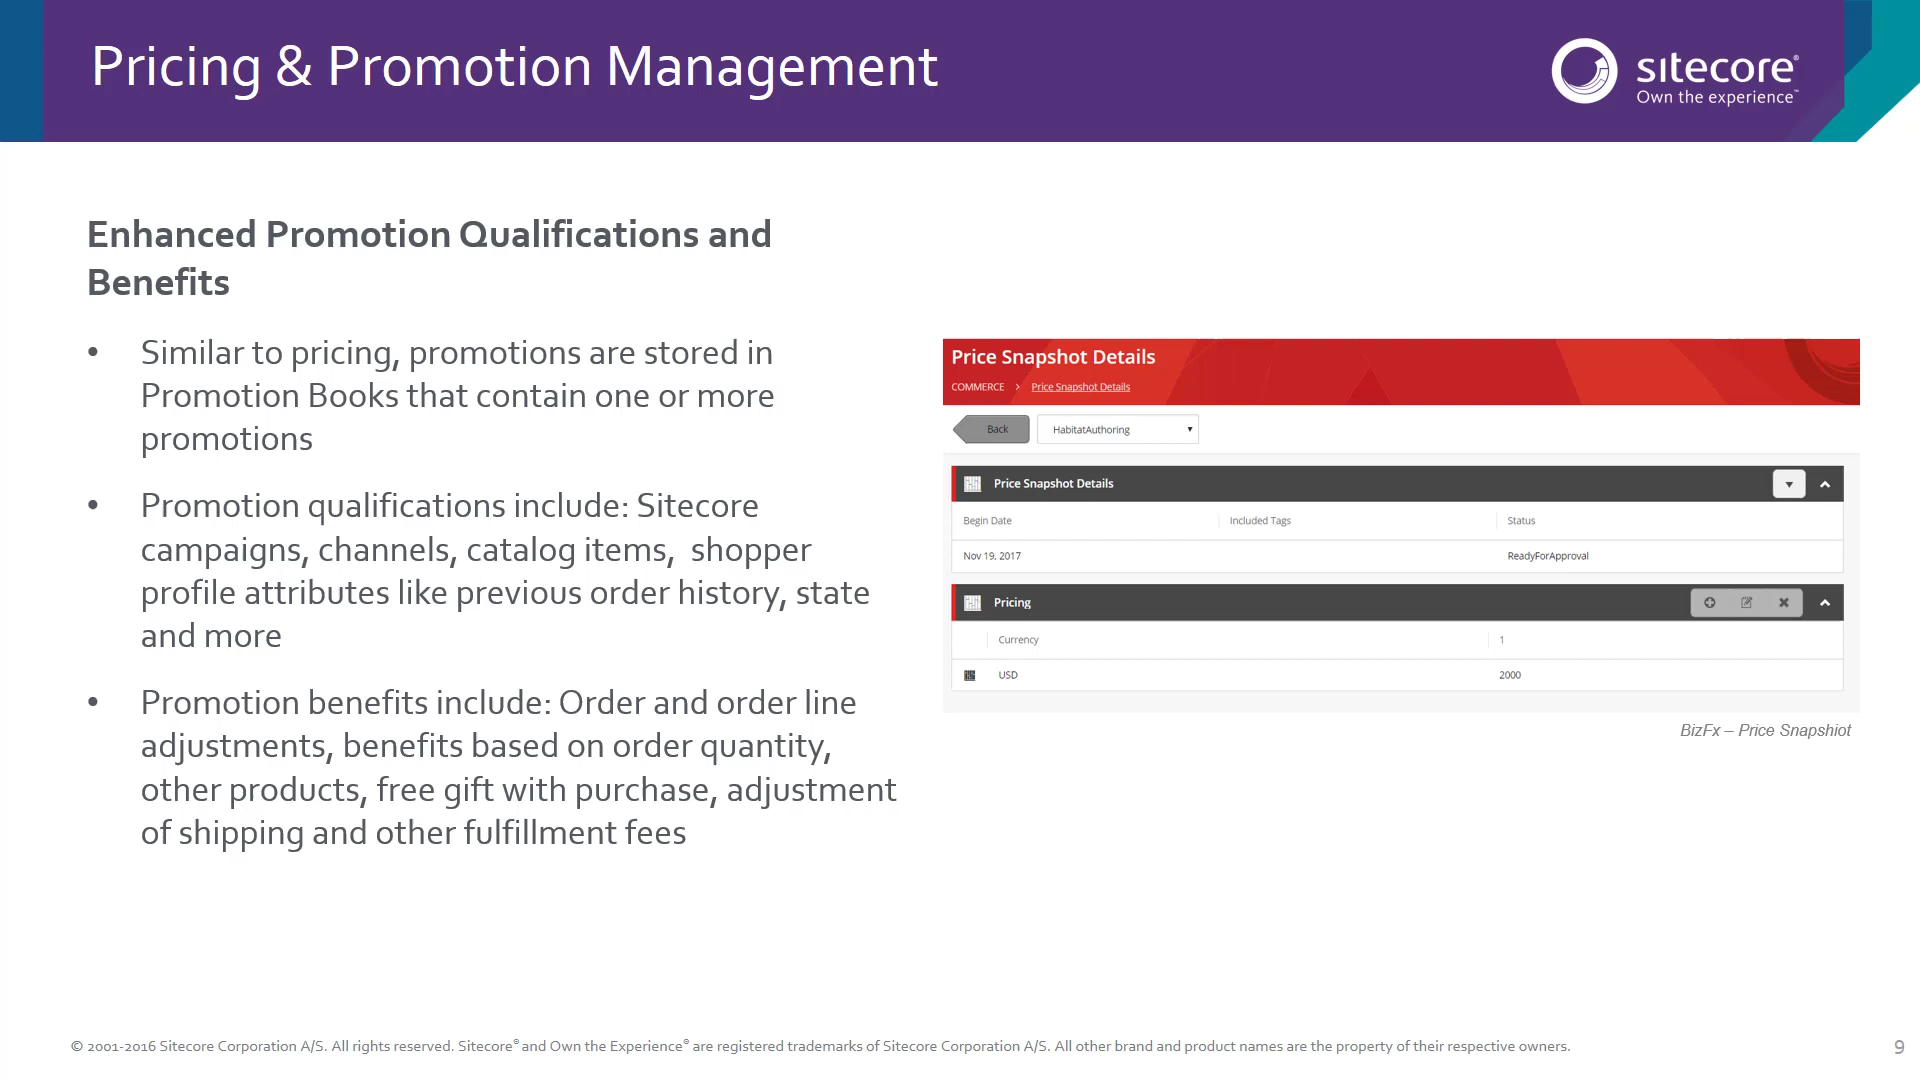 Pricing & Promotion Management
sitecore®
Own the experience™
Enhanced Promotion Qualifications and
Benefits
• Similar to pricing, promotions are stored in
Promotion Books that contain one or more
promotions
• Promotion qualifications include: Sitecore
campaigns, channels, catalog items,  shopper
profile attributes like previous order history, state
and more
• Promotion benefits include: Order and order line
adjustments, benefits based on order quantity,
other products, free gift with purchase, adjustment
of shipping and other fulfillment fees
Price Snapshot Details
COMMERCE > Price Snapshot Details
Back HabitatAuthoring
Price Snapshot Details
Begin Date Included Tags Status
Nov 19, 2017 ReadyForApproval
Pricing
Currency 1
USD 2000
BizFx – Price Snapshiot
© 2001-2016 Sitecore Corporation A/S. All rights reserved. Sitecore® and Own the Experience® are registered trademarks of Sitecore Corporation A/S. All other brand and product names are the property of their respective owners.
9